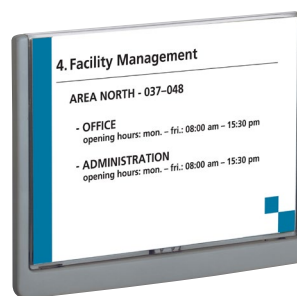 4. Facility Management
AREA NORTH - 037–048
- OFFICE
opening hours: mon. – fri.: 08:00 am – 15:30 pm
- ADMINISTRATION
opening hours: mon. – fri.: 08:00 am – 15:30 pm